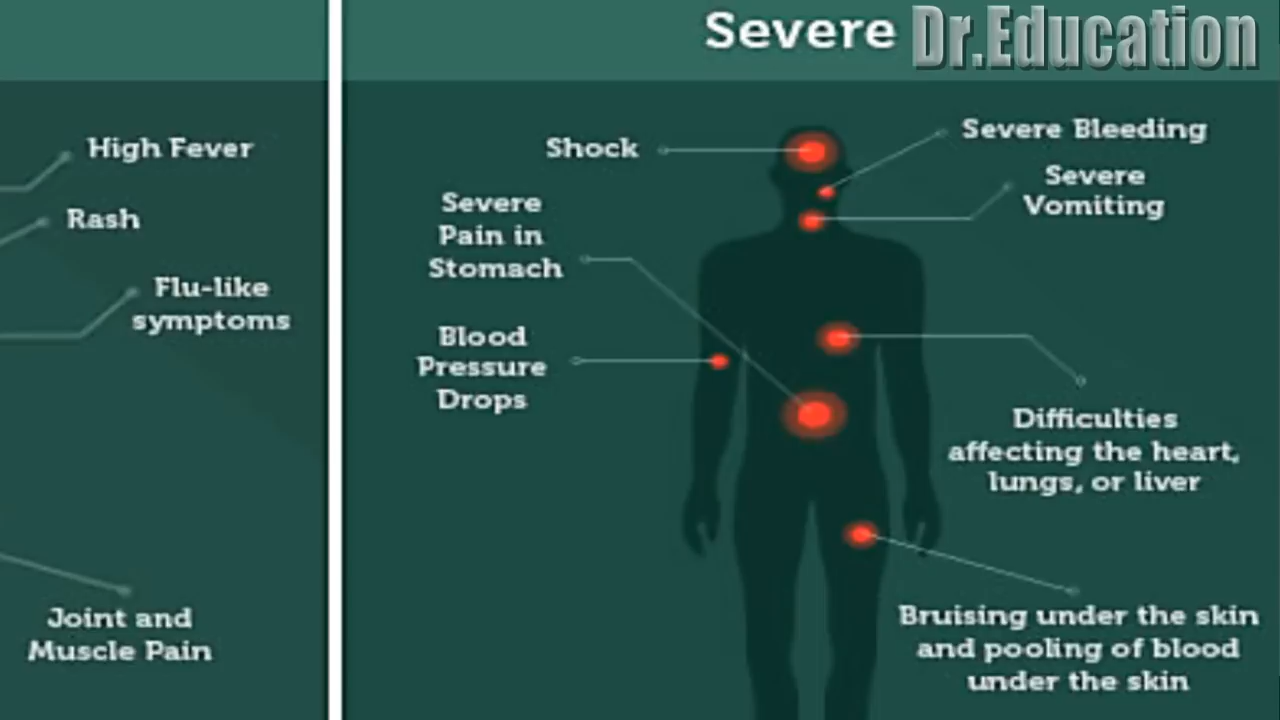 Severe Dr.Education
High Fever
Rash
Flu-like
symptoms
Joint and
Muscle Pain
Shock
Severe
Pain in
Stomach
Blood
Pressure
Drops
Severe Bleeding
Severe
Vomiting
Difficulties
affecting the heart,
lungs, or liver
Bruising under the skin
and pooling of blood
under the skin